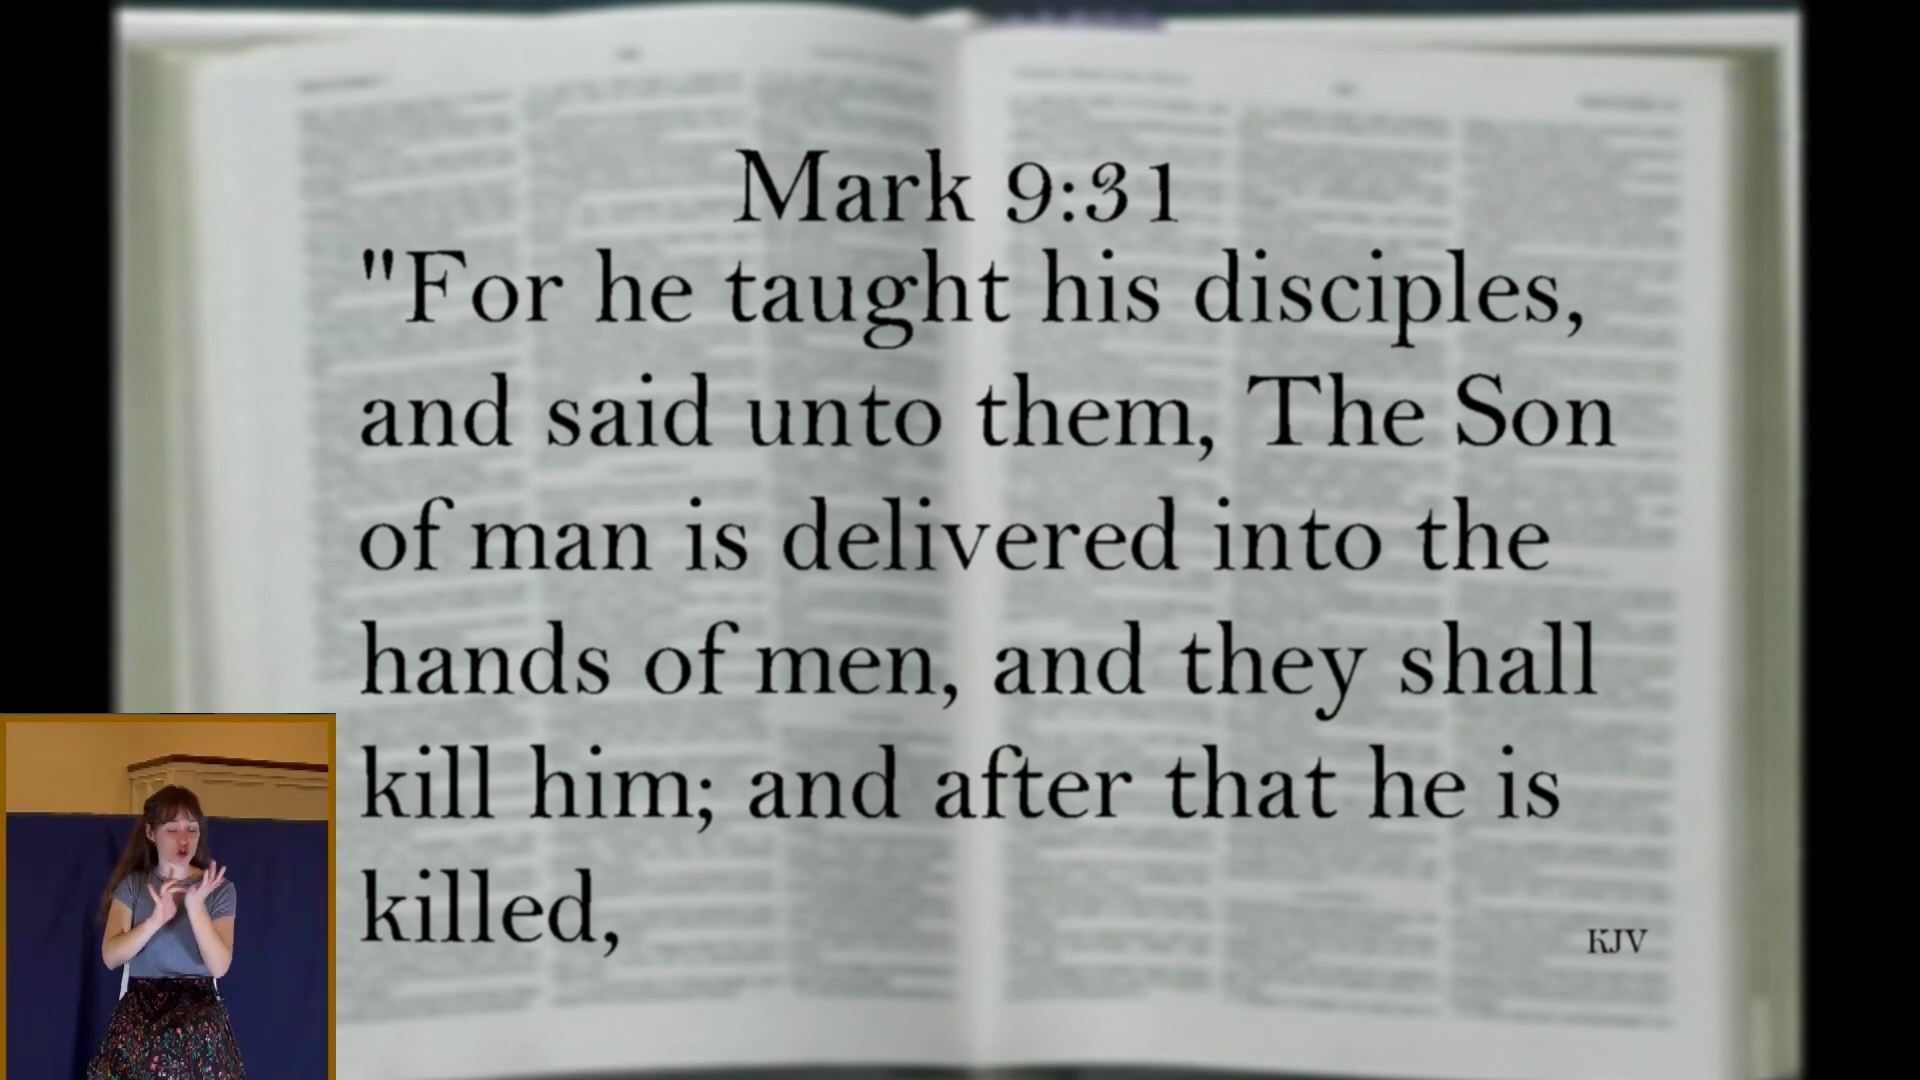 Mark 9:31
"For he taught his disciples,
and said unto them, The Son
of man is delivered into the
hands of men, and they shall
kill him; and after that he is
killed,
KJV